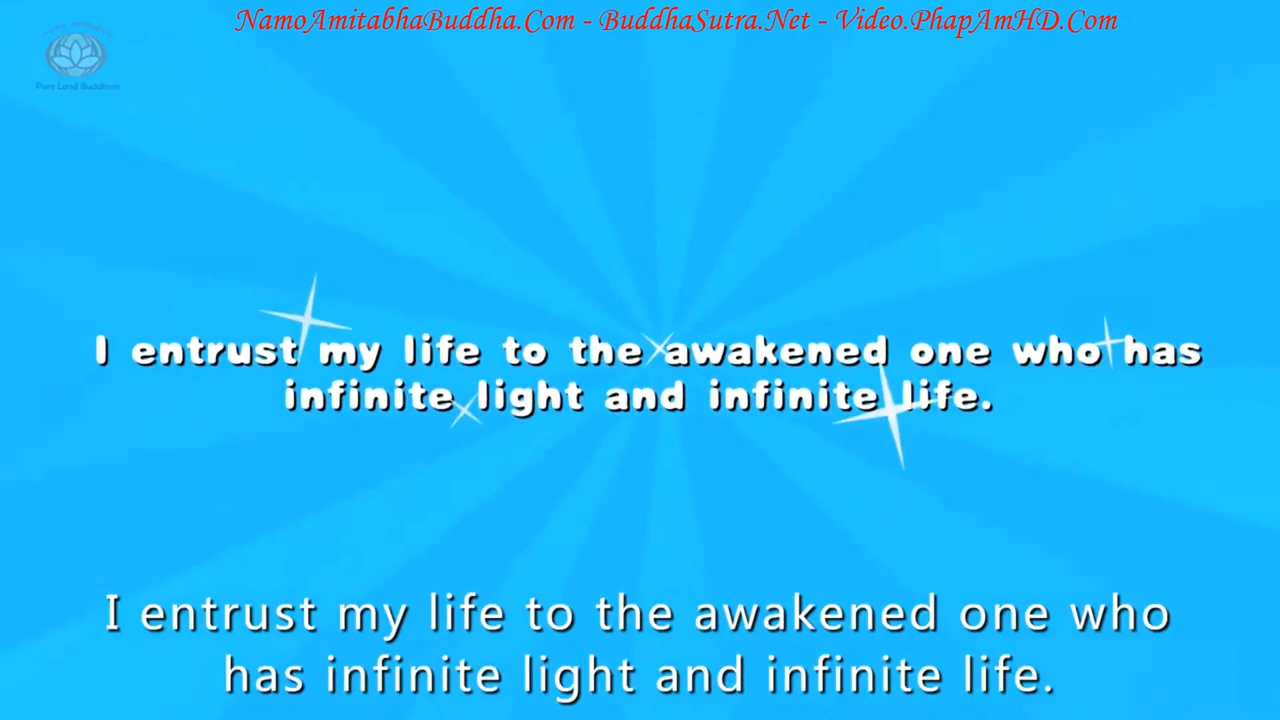 NamoAmitabhaBuddha.Com - BuddhaSutra.Net - Video.PhapAmHD.Com
Pure Land Buddhism
I entrust my life to the awakened one who has
infinite light and infinite life.
I entrust my life to the awakened one who
has infinite light and infinite life.